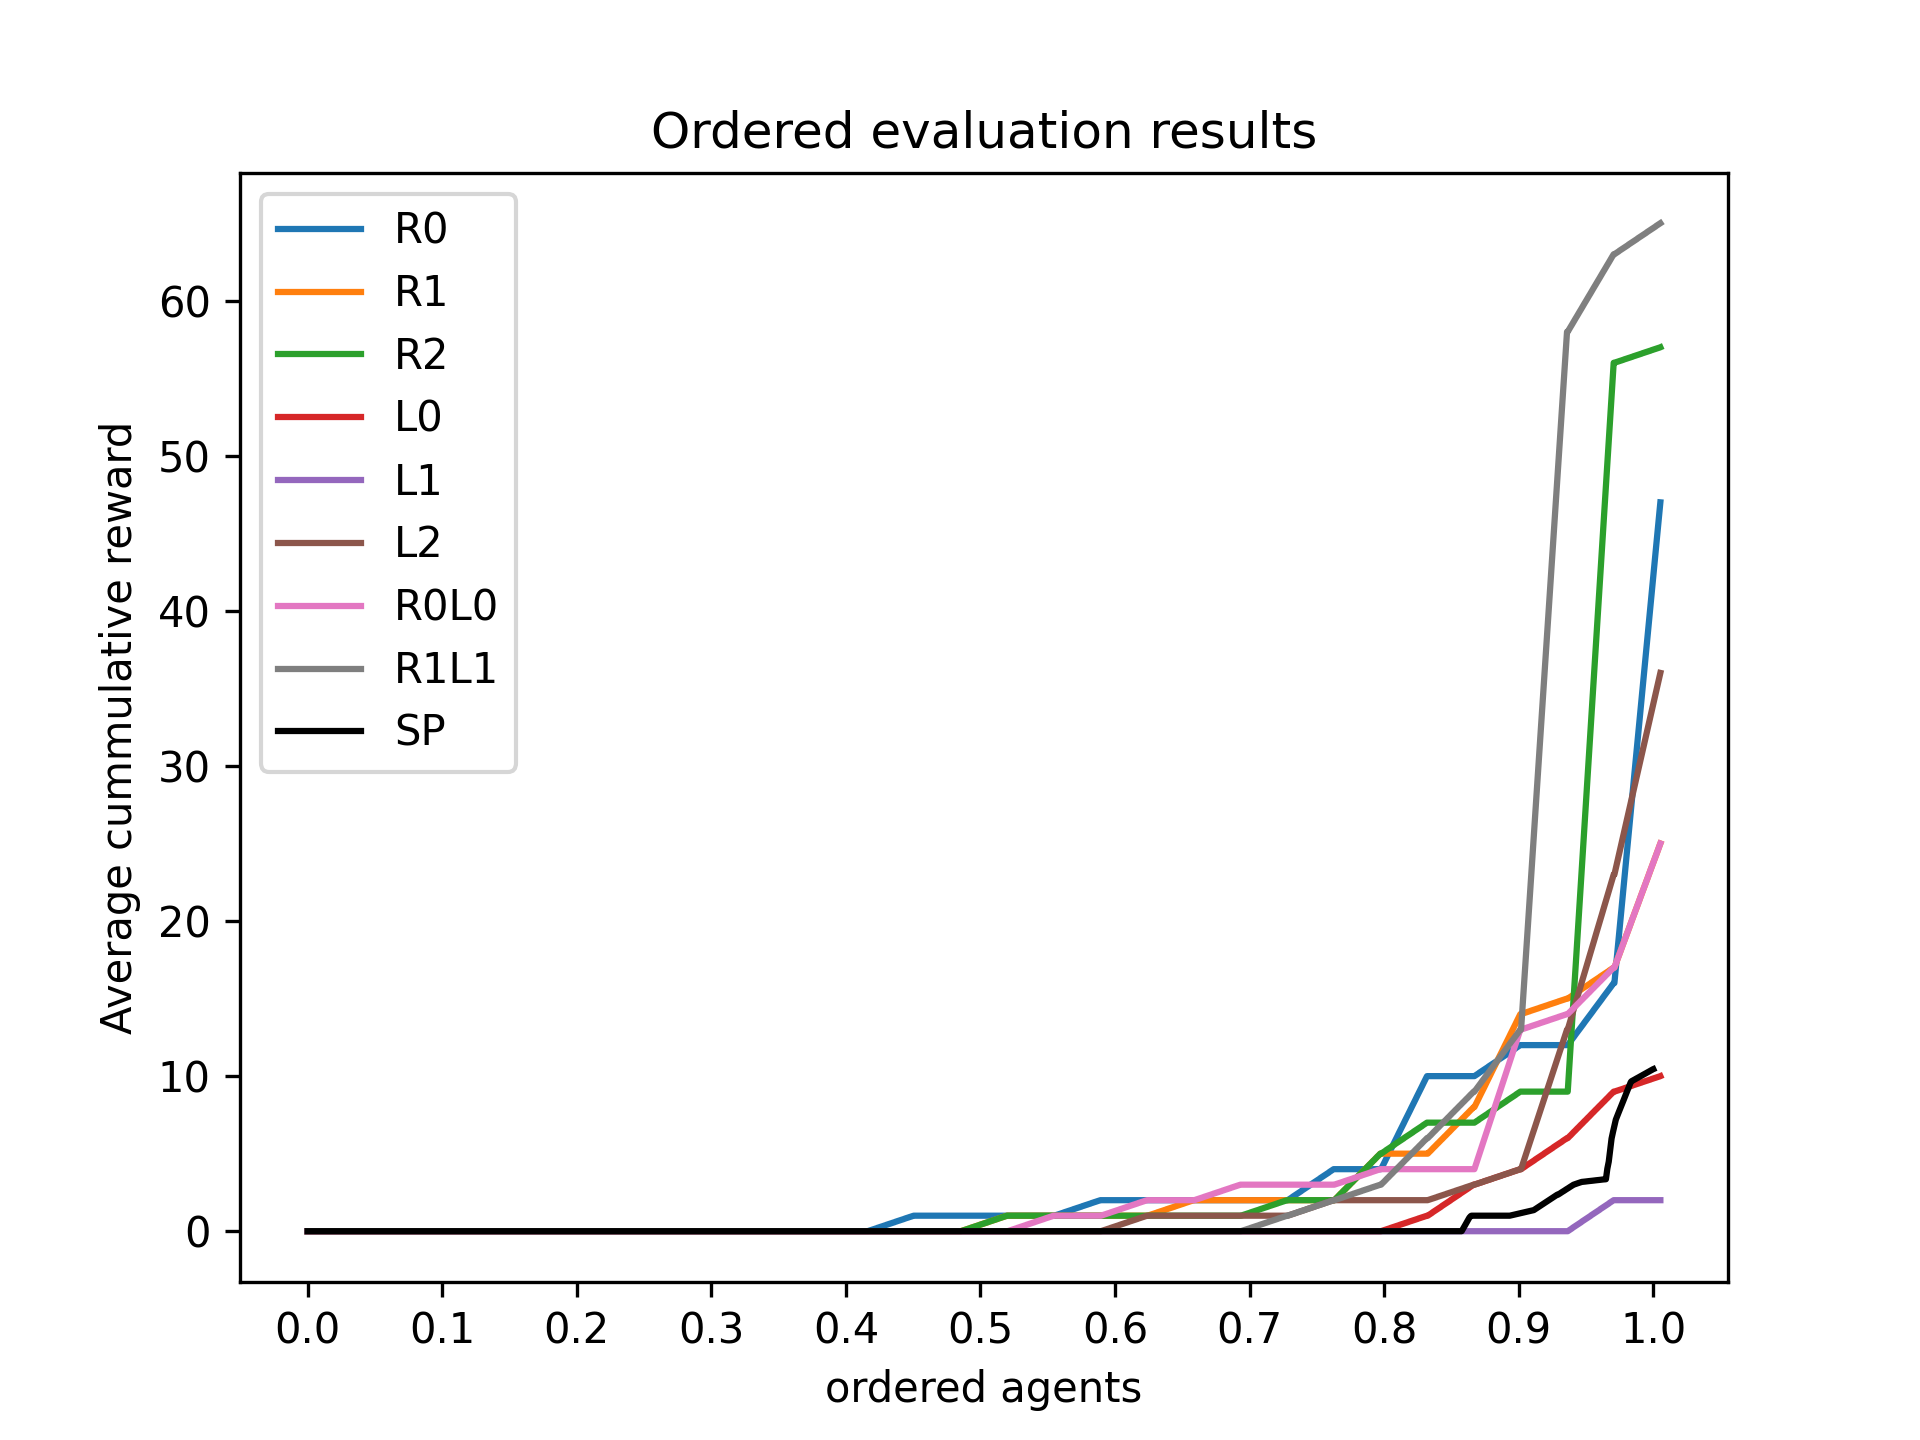 Ordered evaluation results
R0
R1
R2
L0
L1
L2
R0L0
R1L1
SP
Average cummulative reward
60
50
40
30
20
10
0
0.0 0.1 0.2 0.3 0.4 0.5 0.6 0.7 0.8 0.9 1.0
ordered agents